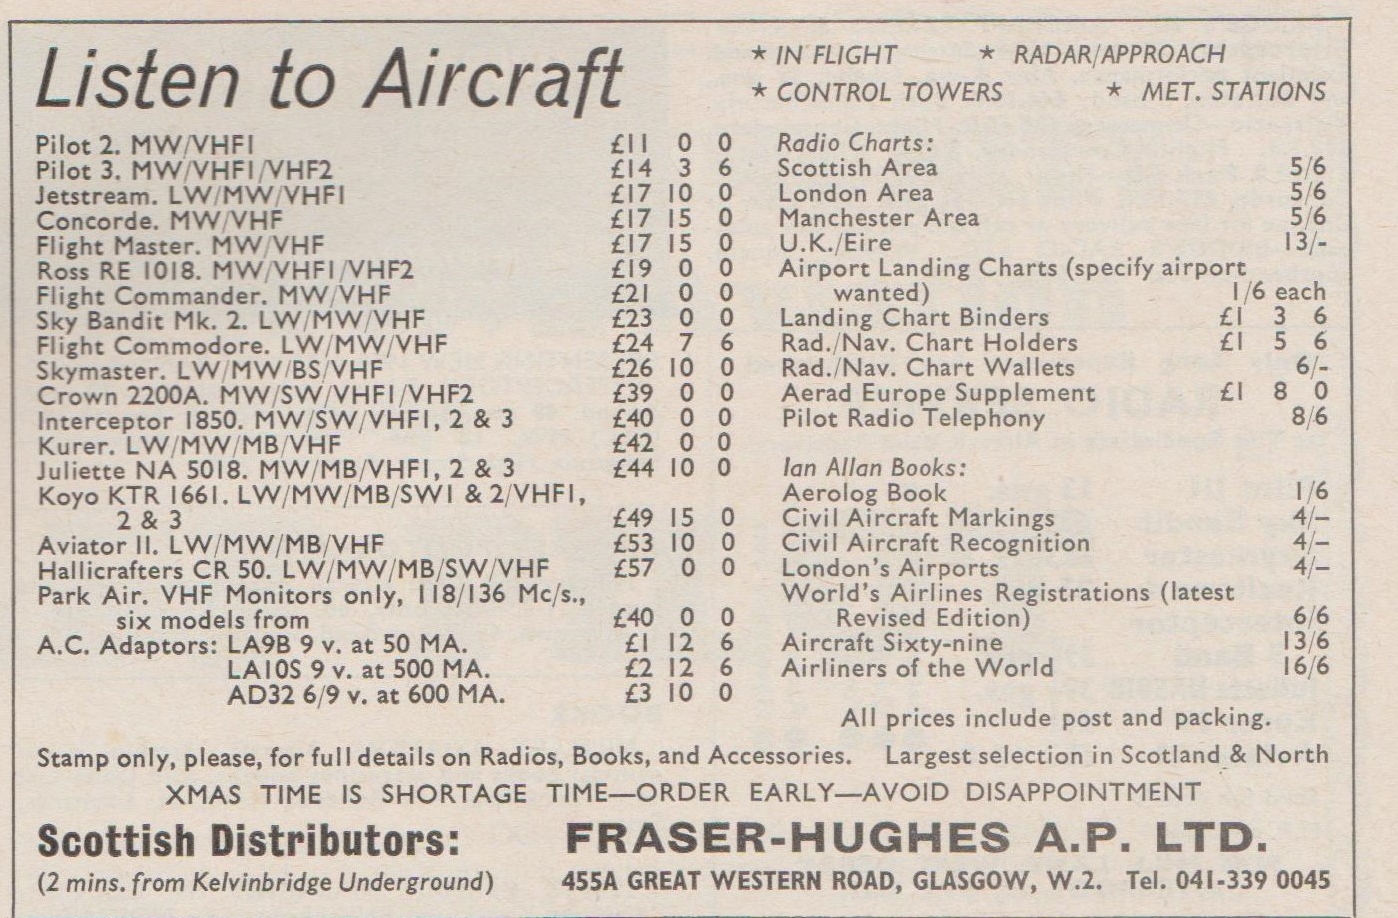 Listen to Aircraft
★ IN FLIGHT ★ RADAR/APPROACH
★ CONTROL TOWERS ★ MET. STATIONS
Pilot 2. MW/VHF1 £11 0 0
Pilot 3. MW/VHF1/VHF2 £14 3 6
Jetstream. LW/MW/VHF1 £17 10 0
Concorde. MW/VHF £17 15 0
Flight Master. MW/VHF £17 15 0
Ross RE 1018. MW/VHF1/VHF2 £19 0 0
Flight Commander. MW/VHF £21 0 0
Sky Bandit Mk. 2. LW/MW/VHF £23 0 0
Flight Commodore. LW/MW/VHF £24 7 6
Skymaster. LW/MW/BS/VHF £26 10 0
Crown 2200A. MW/SW/VHF1/VHF2 £39 0 0
Interceptor 1850. MW/SW/VHF1, 2 & 3 £40 0 0
Kurer. LW/MW/MB/VHF £42 0 0
Juliette NA 5018. MW/MB/VHF1, 2 & 3 £44 10 0
Koyo KTR 1661. LW/MW/MB/SW1 & 2/VHF1,
2 & 3 £49 15 0
Aviator II. LW/MW/MB/VHF £53 10 0
Hallicrafters CR 50. LW/MW/MB/SW/VHF £57 0 0
Park Air. VHF Monitors only, 118/136 Mc/s.,
six models from £40 0 0
A.C. Adaptors: LA9B 9 v. at 50 MA. £1 12 6
LA10S 9 v. at 500 MA. £2 12 6
AD32 6/9 v. at 600 MA. £3 10 0
Radio Charts:
Scottish Area 5/6
London Area 5/6
Manchester Area 5/6
U.K./Eire 13/-
Airport Landing Charts (specify airport
wanted) 1/6 each
Landing Chart Binders £1 3 6
Rad./Nav. Chart Holders £1 5 6
Rad./Nav. Chart Wallets 6/-
Aerad Europe Supplement £1 8 0
Pilot Radio Telephony 8/6
Ian Allan Books:
Aerolog Book 1/6
Civil Aircraft Markings 4/–
Civil Aircraft Recognition 4/–
London's Airports 4/–
World's Airlines Registrations (latest
Revised Edition) 6/6
Aircraft Sixty-nine 13/6
Airliners of the World 16/6
All prices include post and packing.
Stamp only, please, for full details on Radios, Books, and Accessories. Largest selection in Scotland & North
XMAS TIME IS SHORTAGE TIME—ORDER EARLY—AVOID DISAPPOINTMENT
Scottish Distributors: FRASER-HUGHES A.P. LTD.
(2 mins. from Kelvinbridge Underground) 455A GREAT WESTERN ROAD, GLASGOW, W.2. Tel. 041-339 0045